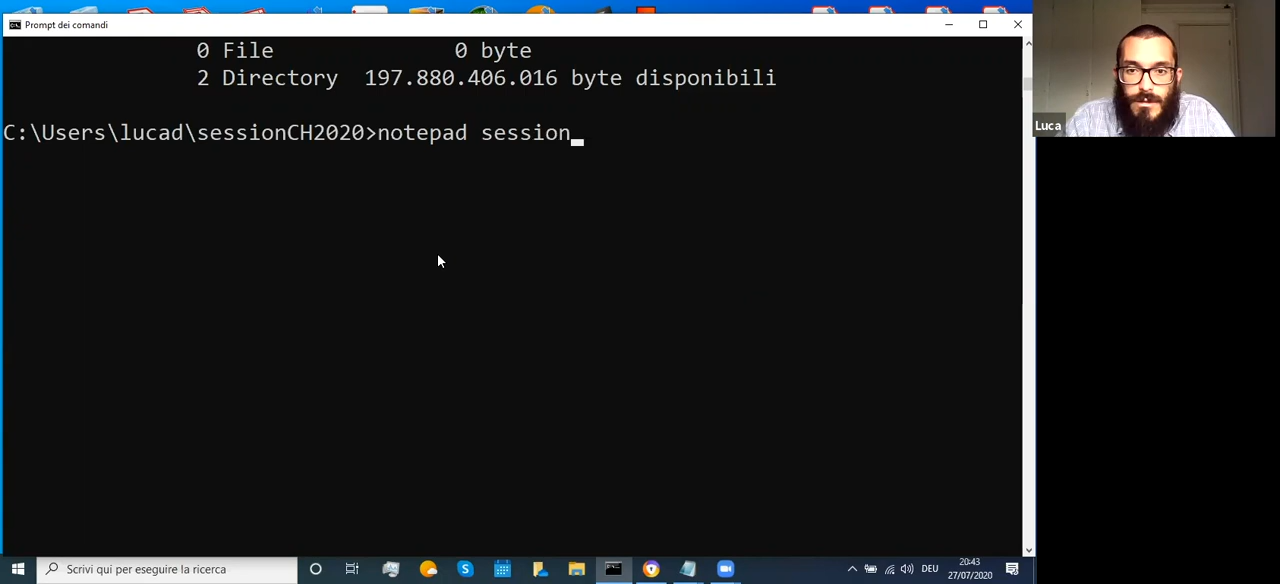 Prompt dei comandi
0 File 0 byte
2 Directory 197.880.406.016 byte disponibili
C:\Users\lucad\sessionCH2020>notepad session_
Luca
Scrivi qui per eseguire la ricerca
DEU
20:43
27/07/2020